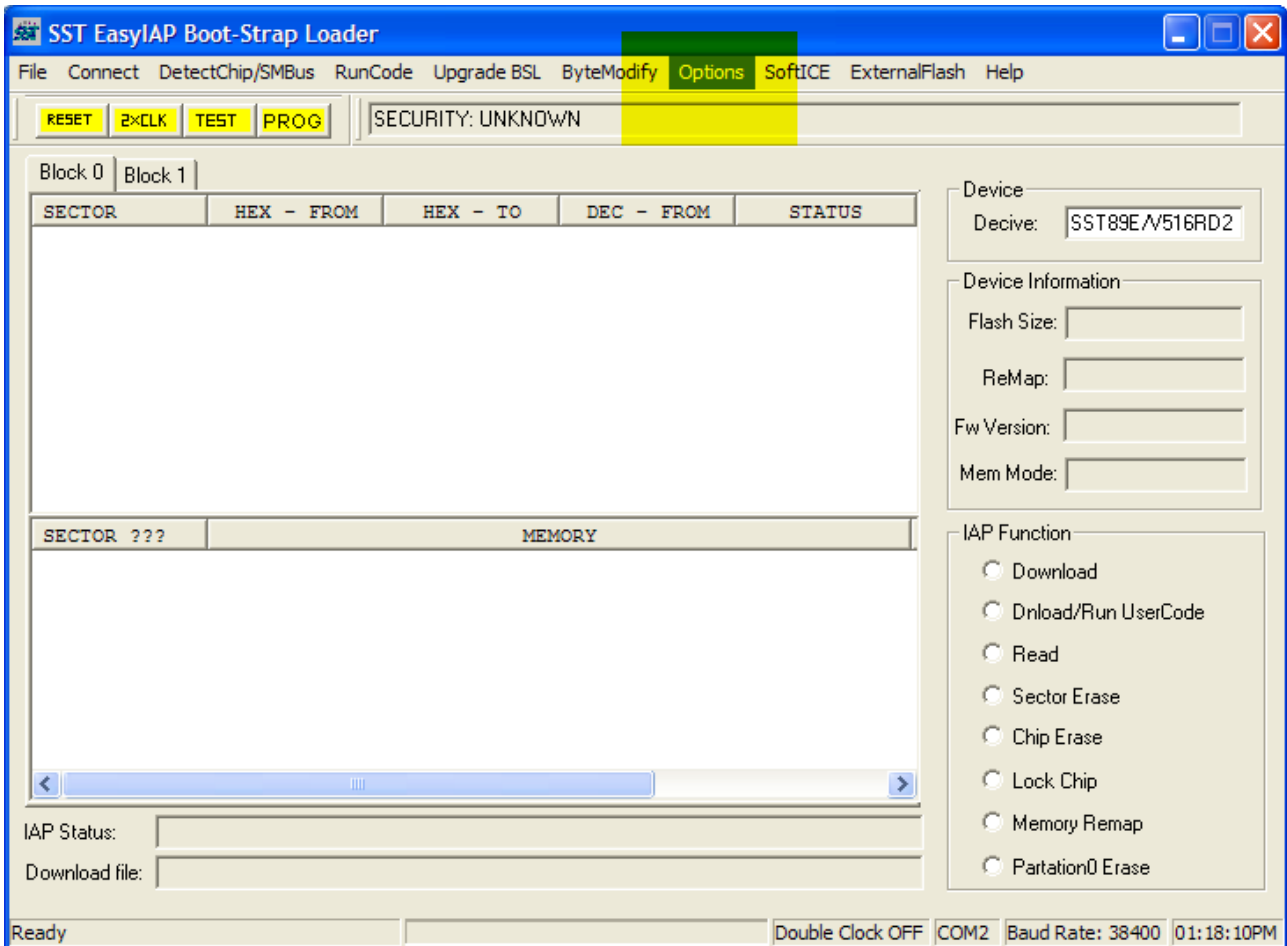 SST EasyIAP Boot-Strap Loader
File Connect DetectChip/SMBus RunCode Upgrade BSL ByteModify Options SoftICE ExternalFlash Help
RESET 2×CLK TEST PROG SECURITY: UNKNOWN
Block 0 Block 1
SECTOR HEX - FROM HEX - TO DEC - FROM STATUS
SECTOR ??? MEMORY
IAP Status:
Download file:
Device
Decive: SST89E/V516RD2
Device Information
Flash Size:
ReMap:
Fw Version:
Mem Mode:
IAP Function
Download
Dnload/Run UserCode
Read
Sector Erase
Chip Erase
Lock Chip
Memory Remap
Partation0 Erase
Ready Double Clock OFF COM2 Baud Rate: 38400 01:18:10PM